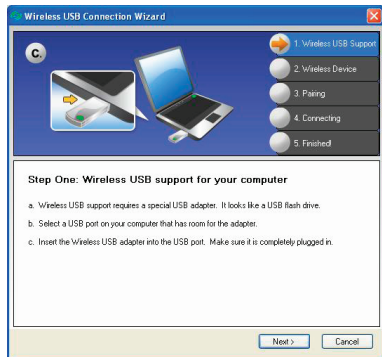 Wireless USB Connection Wizard
C.
1. Wireless USB Support
2. Wireless Device
3. Pairing
4. Connecting
5. Finished!
Step One: Wireless USB support for your computer
a. Wireless USB support requires a special USB adapter. It looks like a USB flash drive.
b. Select a USB port on your computer that has room for the adapter.
c. Insert the Wireless USB adapter into the USB port. Make sure it is completely plugged in.
Next >
Cancel